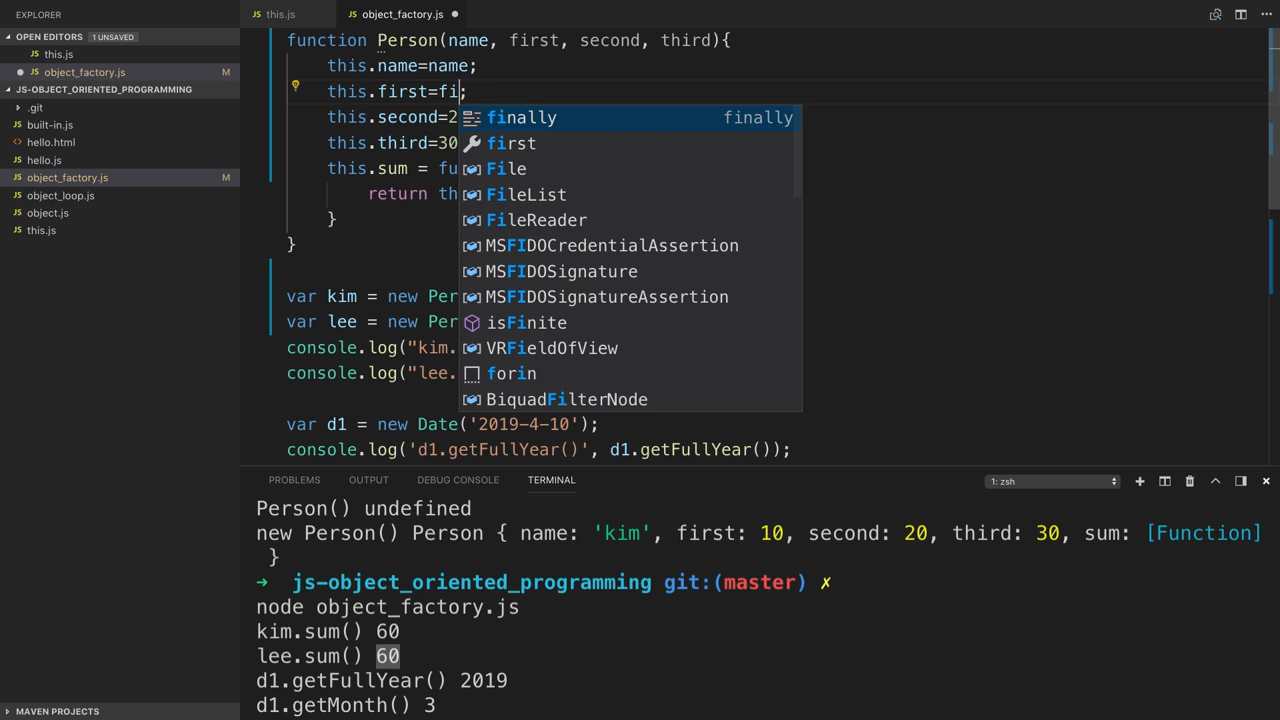 EXPLORER
OPEN EDITORS 1 UNSAVED
JS this.js
JS object_factory.js M
JS-OBJECT_ORIENTED_PROGRAMMING
.git
JS built-in.js
<> hello.html
JS hello.js
JS object_factory.js M
JS object_loop.js
JS object.js
JS this.js
MAVEN PROJECTS
JS this.js JS object_factory.js
function Person(name, first, second, third){
this.name=name;
this.first=fi;
this.second=2
this.third=30
this.sum = fu
return th
}
}
var kim = new Per
var lee = new Per
console.log("kim.
console.log("lee.
var d1 = new Date('2019-4-10');
console.log('d1.getFullYear()', d1.getFullYear());
finally finally
first
File
FileList
FileReader
MSFIDOCredentialAssertion
MSFIDOSignature
MSFIDOSignatureAssertion
isFinite
VRFieldOfView
forin
BiquadFilterNode
PROBLEMS OUTPUT DEBUG CONSOLE TERMINAL 1: zsh
Person() undefined
new Person() Person { name: 'kim', first: 10, second: 20, third: 30, sum: [Function]
}
➜ js-object_oriented_programming git:(master) ✗
node object_factory.js
kim.sum() 60
lee.sum() 60
d1.getFullYear() 2019
d1.getMonth() 3